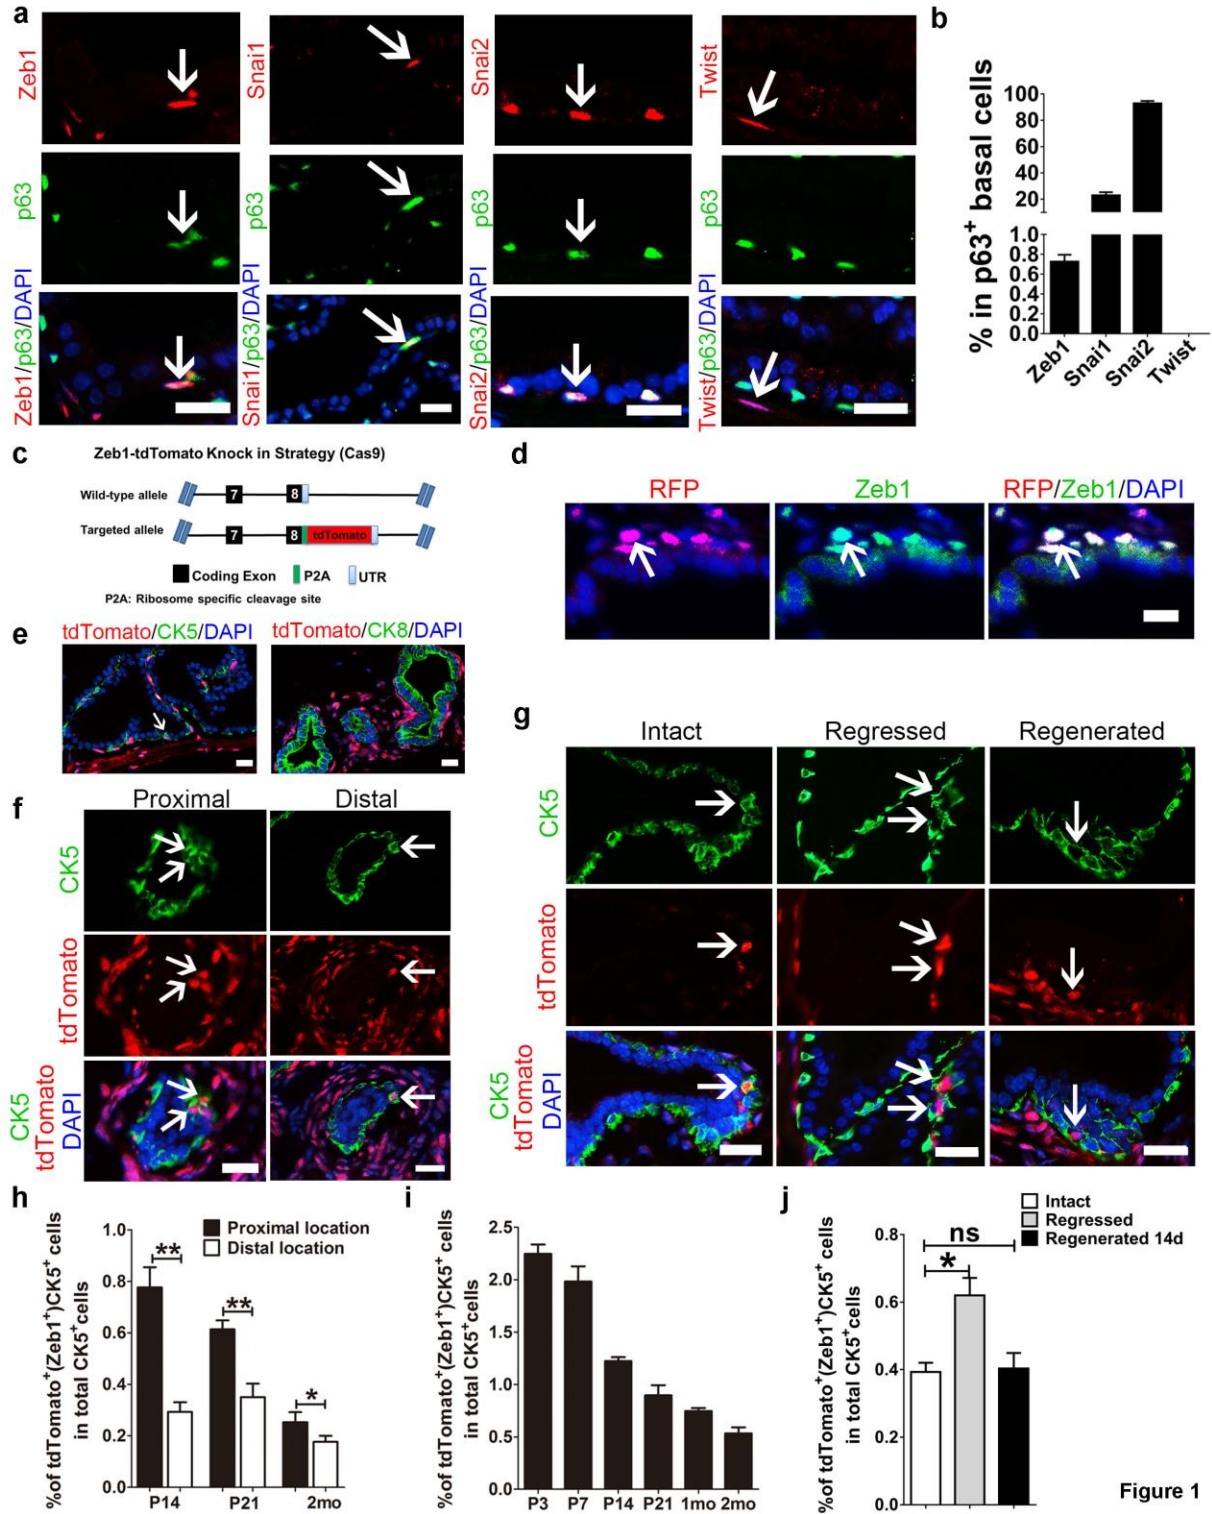 a
Zeb1
p63
Zeb1/p63/DAPI
Snai1
p63
Snai1/p63/DAPI
Snai2
p63
Snai2/p63/DAPI
Twist
p63
Twist/p63/DAPI
b
% in p63+ basal cells
100
80
60
40
20
1.0
0.8
0.6
0.4
0.2
0.0
Zeb1
Snai1
Snai2
Twist
c
Zeb1-tdTomato Knock in Strategy (Cas9)
Wild-type allele
7
8
Targeted allele
7
8
tdTomato
Coding Exon
P2A
UTR
P2A: Ribosome specific cleavage site
d
RFP
Zeb1
RFP/Zeb1/DAPI
e
tdTomato/CK5/DAPI
tdTomato/CK8/DAPI
f
Proximal
Distal
CK5
tdTomato
CK5
tdTomato
DAPI
g
Intact
Regressed
Regenerated
CK5
tdTomato
CK5
tdTomato
DAPI
h
%of tdTomato+(Zeb1+)CK5+ cells
in total CK5+cells
1.0
0.8
0.6
0.4
0.2
0.0
Proximal location
Distal location
**
**
*
P14
P21
2mo
i
%of tdTomato+(Zeb1+)CK5+ cells
in total CK5+cells
2.5
2.0
1.5
1.0
0.5
0.0
P3
P7
P14
P21
1mo
2mo
j
Intact
Regressed
Regenerated 14d
%of tdTomato+(Zeb1+)CK5+ cells
in total CK5+cells
0.8
0.6
0.4
0.2
0.0
ns
*
Figure 1